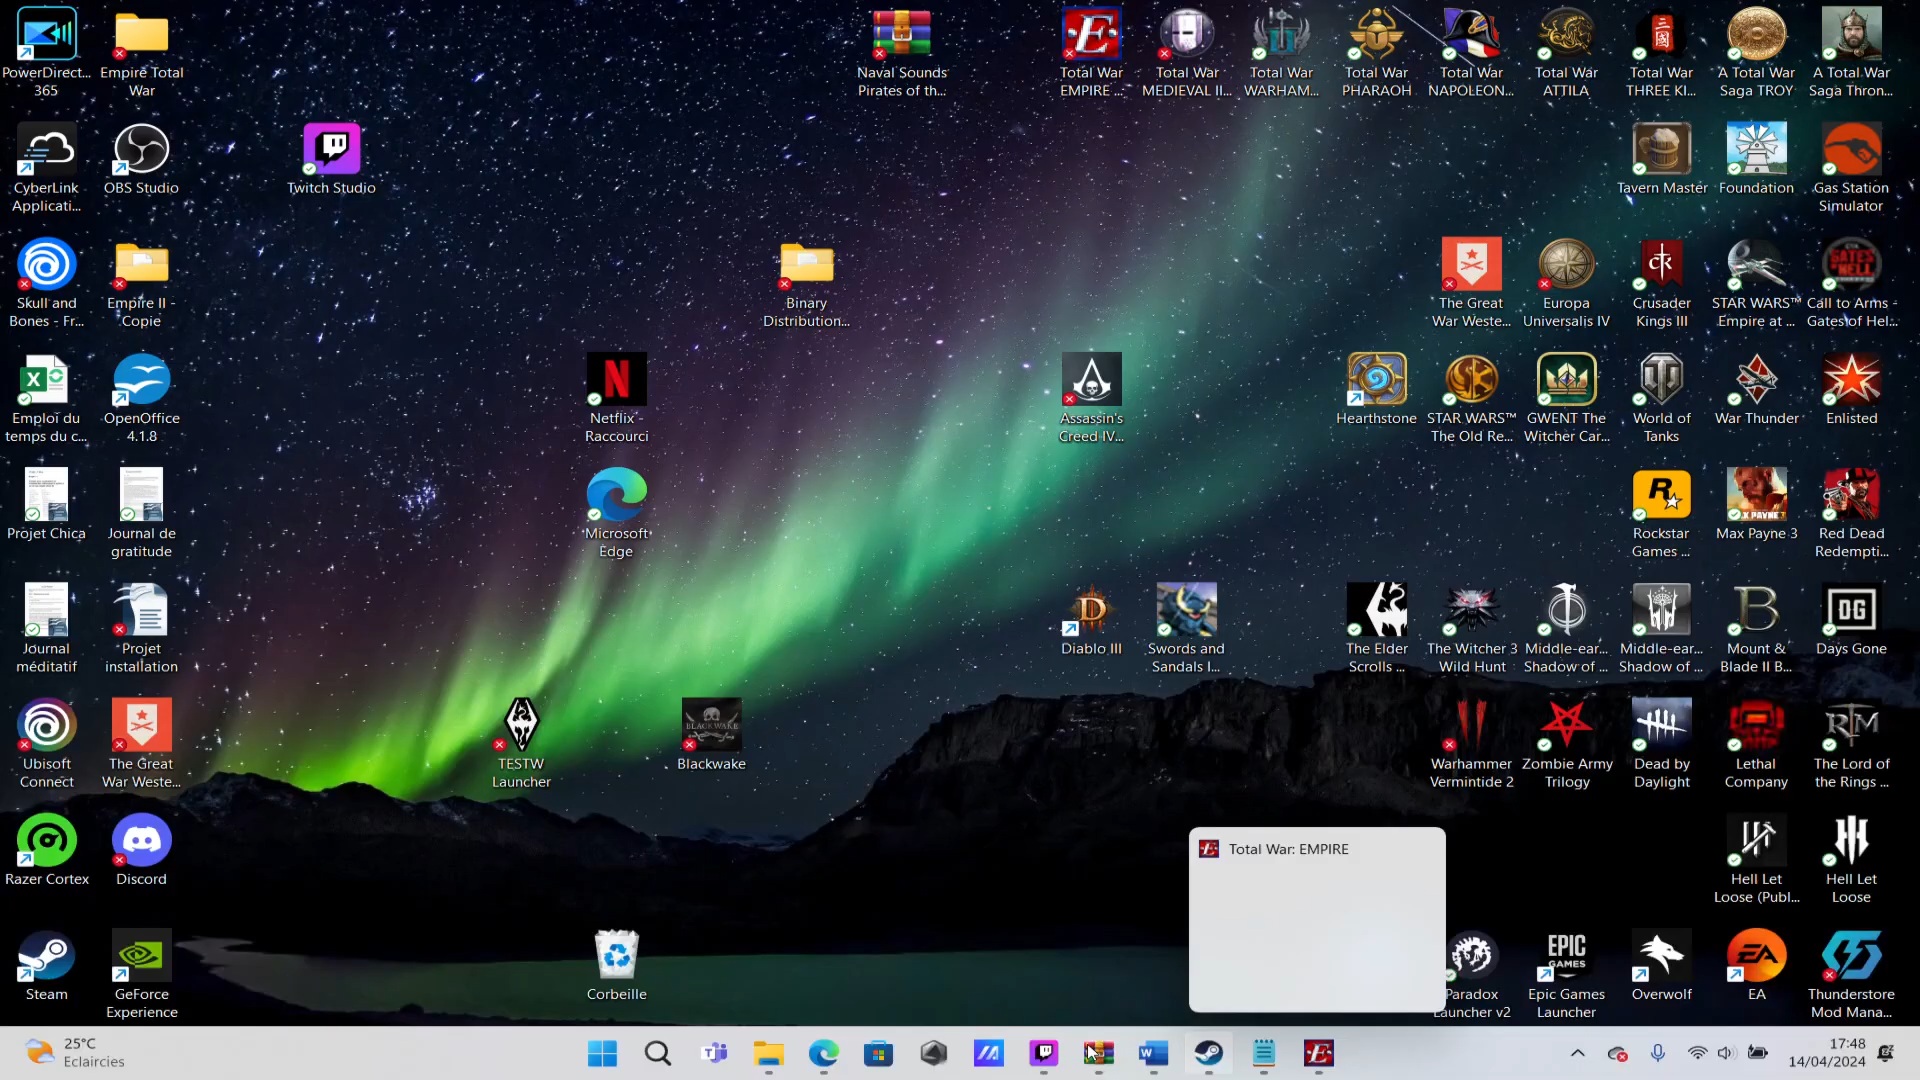 PowerDirect...
365
Empire Total
War
Naval Sounds
Pirates of th...
Total War
EMPIRE ...
Total War
MEDIEVAL II...
Total War
WARHAM...
Total War
PHARAOH
Total War
NAPOLEON...
Total War
ATTILA
Total War
THREE KI...
A Total War
Saga TROY
A Total War
Saga Thron...
CyberLink
Applicati...
OBS Studio
Twitch Studio
Tavern Master
Foundation
Gas Station
Simulator
Skull and
Bones - Fr...
Empire II -
Copie
Binary
Distribution...
The Great
War Weste...
Europa
Universalis IV
Crusader
Kings III
STAR WARS™
Empire at ...
GATES
HELL
Call to Arms -
Gates of Hel...
Emploi du
temps du c...
OpenOffice
4.1.8
Netflix -
Raccourci
Assassin's
Creed IV...
Hearthstone
STAR WARS™
The Old Re...
GWENT The
Witcher Car...
World of
Tanks
War Thunder
Enlisted
Projet Chica
Journal de
gratitude
Microsoft
Edge
Rockstar
Games ...
MAX PAYNE 3
Max Payne 3
Red Dead
Redempti...
Journal
méditatif
Projet
installation
Diablo III
Swords and
Sandals I...
The Elder
Scrolls ...
The Witcher 3
Wild Hunt
Middle-ear...
Shadow of ...
Middle-ear...
Shadow of ...
Mount &
Blade II B...
DG
Days Gone
Ubisoft
Connect
The Great
War Weste...
TESTW
Launcher
BLACKWAKE
Blackwake
Warhammer
Vermintide 2
Zombie Army
Trilogy
Dead by
Daylight
Lethal
Company
RTM
The Lord of
the Rings ...
Razer Cortex
Discord
Total War: EMPIRE
Hell Let
Loose (Publ...
Hell Let
Loose
Steam
GeForce
Experience
Corbeille
Paradox
Launcher v2
EPIC
GAMES
Epic Games
Launcher
Overwolf
EA
EA
Thunderstore
Mod Mana...
25°C
Eclaircies
17:48
14/04/2024